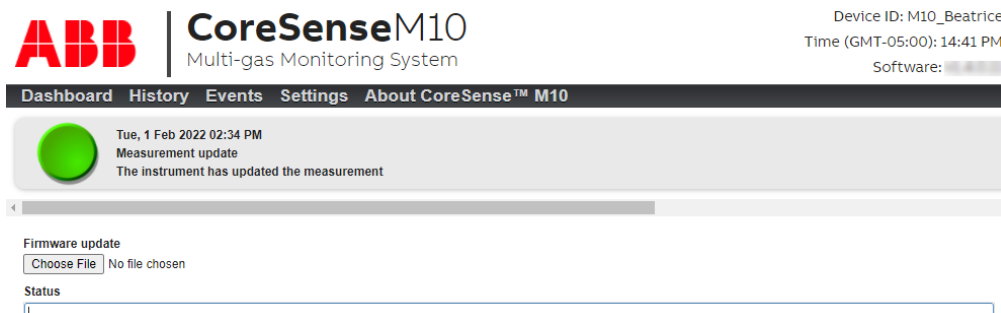 ABB
CoreSenseM10
Multi-gas Monitoring System
Device ID: M10_Beatrice
Time (GMT-05:00): 14:41 PM
Software:
Dashboard History Events Settings About CoreSense™ M10
Tue, 1 Feb 2022 02:34 PM
Measurement update
The instrument has updated the measurement
Firmware update
Choose File No file chosen
Status